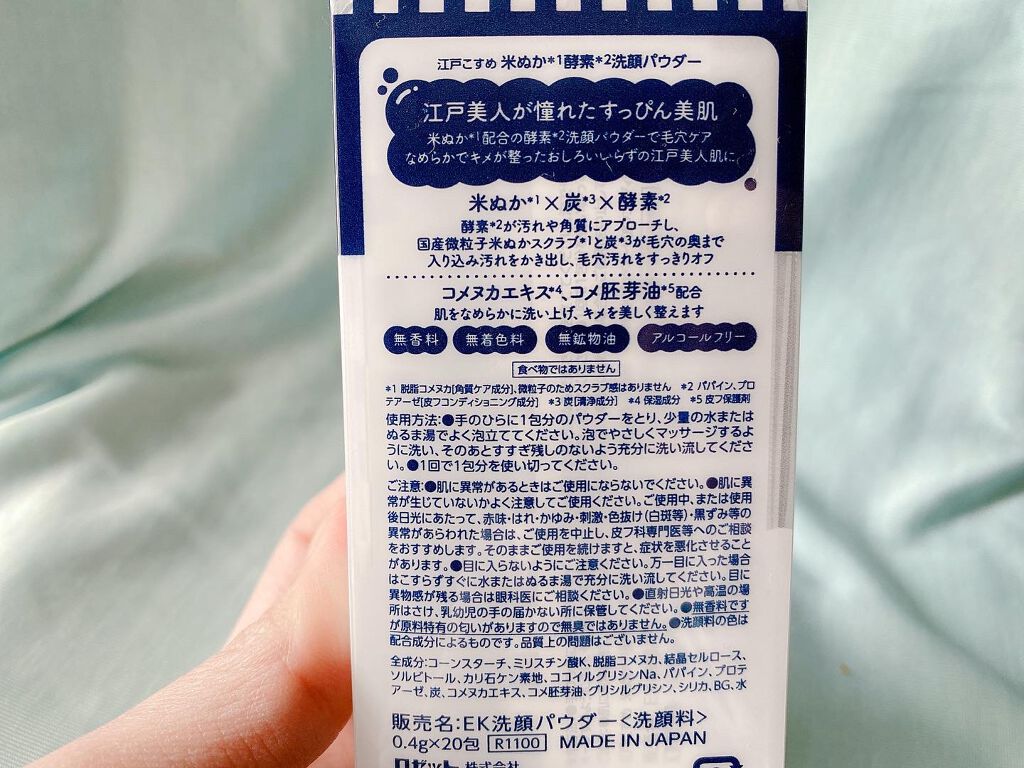 江戸こすめ 米ぬか*1酵素*2洗顔パウダー
江戸美人が憧れたすっぴん美肌
米ぬか*1配合の酵素*2洗顔パウダーで毛穴ケア
なめらかでキメが整ったおしろいいらずの江戸美人肌に
米ぬか*1×炭*3×酵素*2
酵素*2が汚れや角質にアプローチし、
国産微粒子米ぬかスクラブ*1と炭*3が毛穴の奥まで
入り込み汚れをかき出し、毛穴汚れをすっきりオフ
コメヌカエキス*4、コメ胚芽油*5配合
肌をなめらかに洗い上げ、キメを美しく整えます
無香料 無着色料 無鉱物油 アルコールフリー
食べ物ではありません
*1 脱脂コメヌカ[角質ケア成分]、微粒子のためスクラブ感はありません *2 パパイン、プロ
テアーゼ[皮フコンディショニング成分] *3 炭[清浄成分] *4 保湿成分 *5 皮フ保護剤
使用方法:●手のひらに1包分のパウダーをとり、少量の水または
ぬるま湯でよく泡立ててください。泡でやさしくマッサージするよ
うに洗い、そのあとすすぎ残しのないよう充分に洗い流してくださ
い。●1回で1包分を使い切ってください。
ご注意:●肌に異常があるときはご使用にならないでください。●肌に異
常が生じていないかよく注意してご使用ください。ご使用中、または使用
後日光にあたって、赤味・はれ・かゆみ・刺激・色抜け(白斑等)・黒ずみ等の
異常があらわれた場合は、ご使用を中止し、皮フ科専門医等へのご相談
をおすすめします。そのままご使用を続けますと、症状を悪化させること
があります。●目に入らないようにご注意ください。万一目に入った場合
はこすらずすぐに水またはぬるま湯で充分に洗い流してください。目に
異物感が残る場合は眼科医にご相談ください。●直射日光や高温の場
所はさけ、乳幼児の手の届かない所に保管してください。●無香料です
が原料特有の匂いがありますので無臭ではありません。●洗顔料の色は
配合成分によるものです。品質上の問題はございません。
全成分:コーンスターチ、ミリスチン酸K、脱脂コメヌカ、結晶セルロース、
ソルビトール、カリ石ケン素地、ココイルグリシンNa、パパイン、プロテ
アーゼ、炭、コメヌカエキス、コメ胚芽油、グリシルグリシン、シリカ、BG、水
販売名:EK洗顔パウダー<洗顔料>
0.4g×20包 R1100 MADE IN JAPAN
ロゼット 株式会社